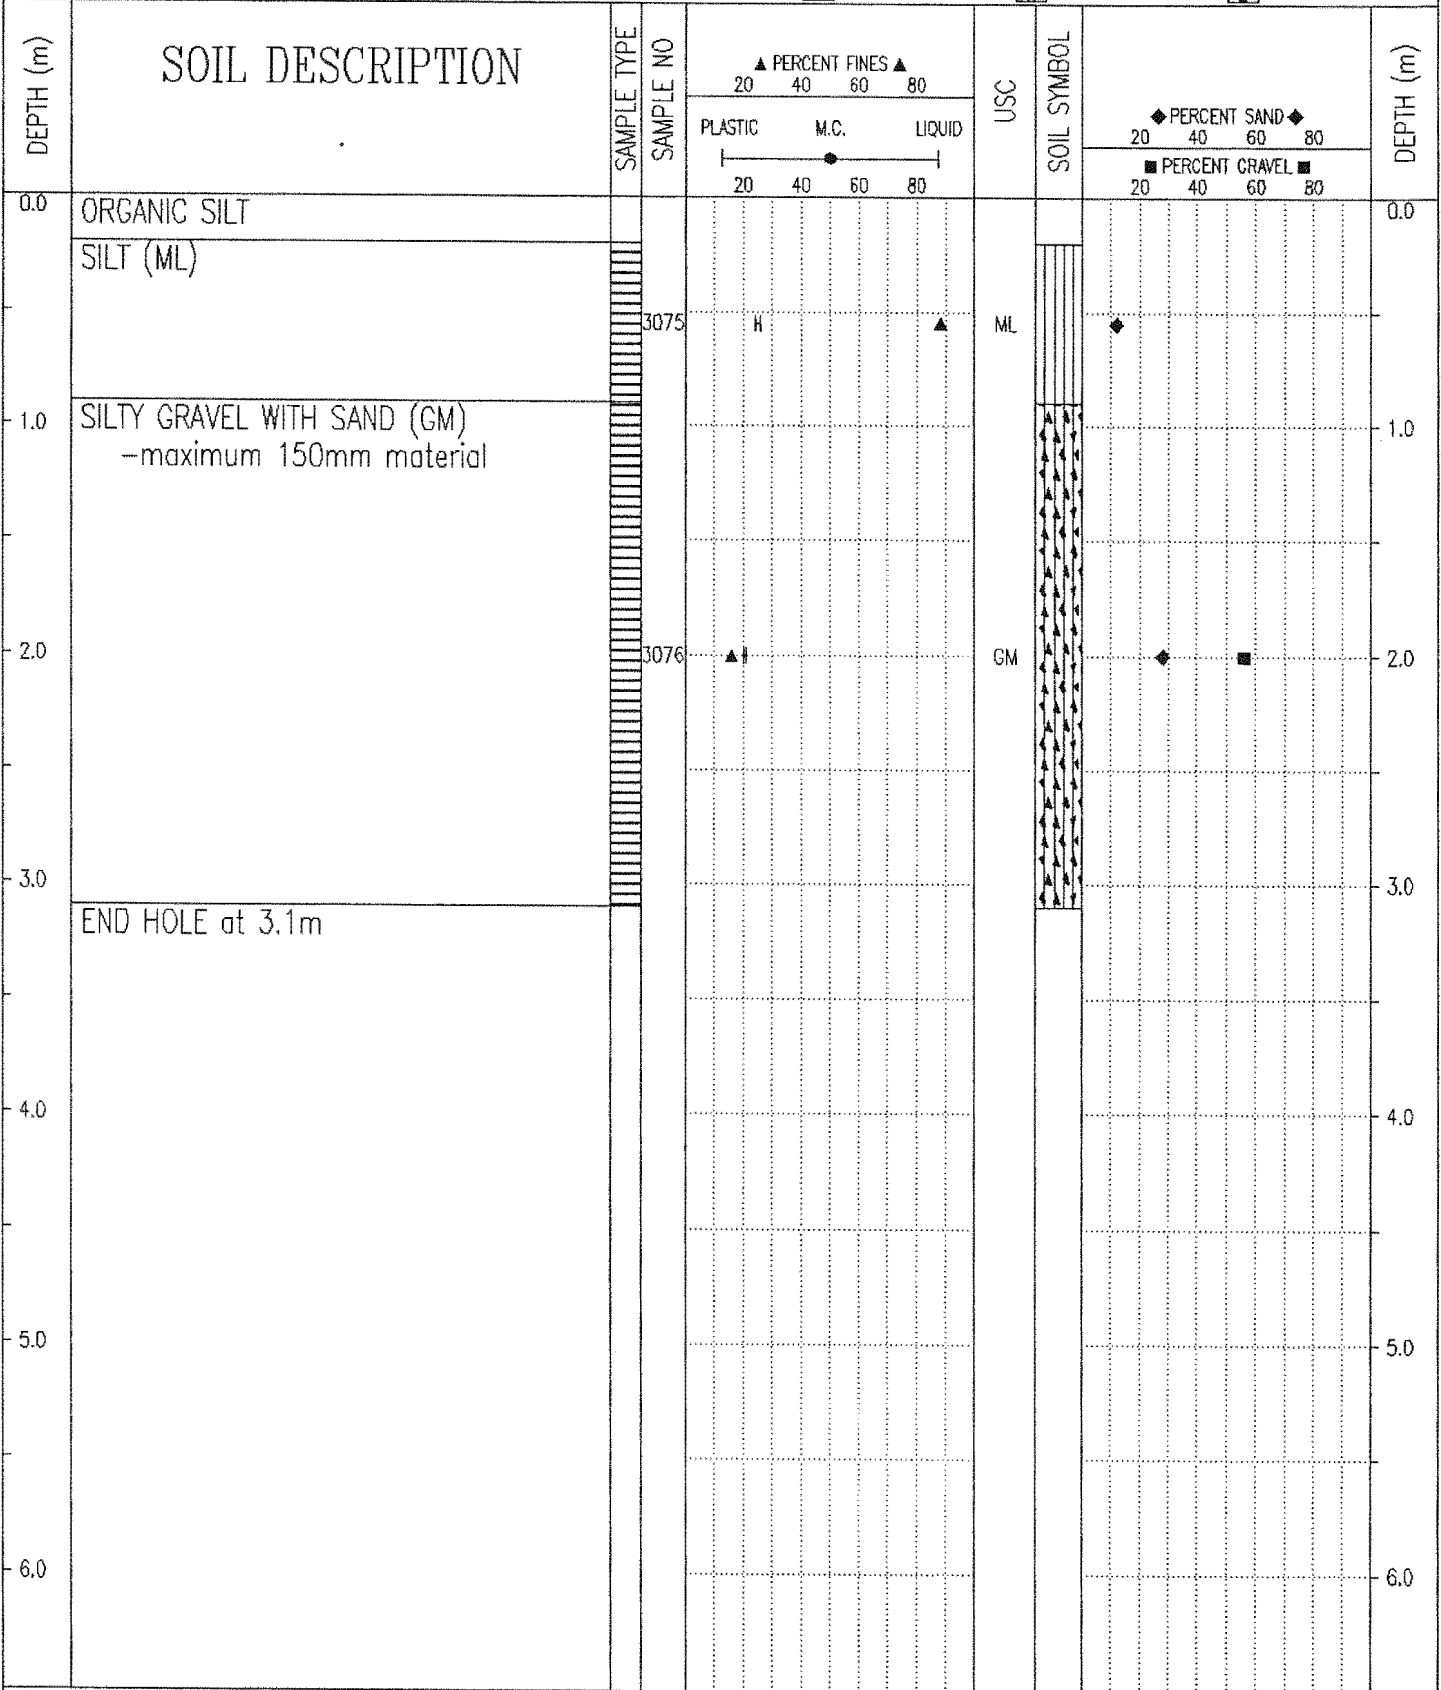 DEPTH (m)
SOIL DESCRIPTION
SAMPLE TYPE
SAMPLE NO
▲ PERCENT FINES ▲
20 40 60 80
PLASTIC M.C. LIQUID
20 40 60 80
USC
SOIL SYMBOL
◆ PERCENT SAND ◆
20 40 60 80
■ PERCENT GRAVEL ■
20 40 60 80
DEPTH (m)
0.0 ORGANIC SILT 0.0
SILT (ML)
3075 ML
1.0 SILTY GRAVEL WITH SAND (GM) 1.0
-maximum 150mm material
2.0 3076 GM 2.0
3.0 3.0
END HOLE at 3.1m
4.0 4.0
5.0 5.0
6.0 6.0